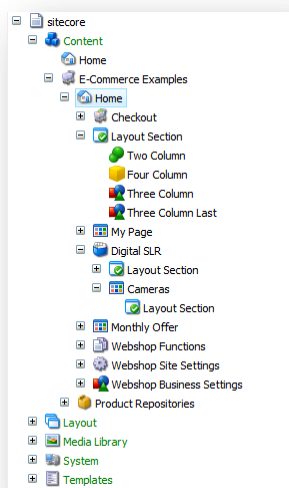 sitecore
Content
Home
E-Commerce Examples
Home
Checkout
Layout Section
Two Column
Four Column
Three Column
Three Column Last
My Page
Digital SLR
Layout Section
Cameras
Layout Section
Monthly Offer
Webshop Functions
Webshop Site Settings
Webshop Business Settings
Product Repositories
Layout
Media Library
System
Templates